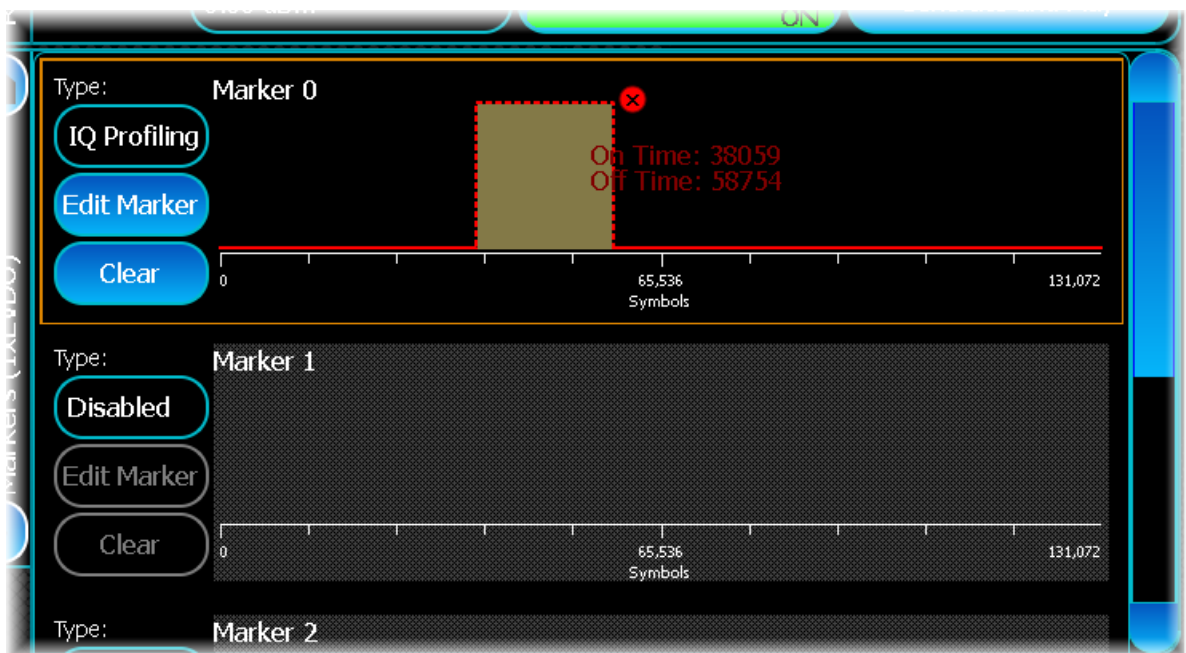 ON
Type:
Marker 0
IQ Profiling
On Time: 38059
Off Time: 58754
Edit Marker
Clear
0
65,536
131,072
Symbols
Type:
Marker 1
Disabled
Edit Marker
Clear
0
65,536
131,072
Symbols
Type:
Marker 2